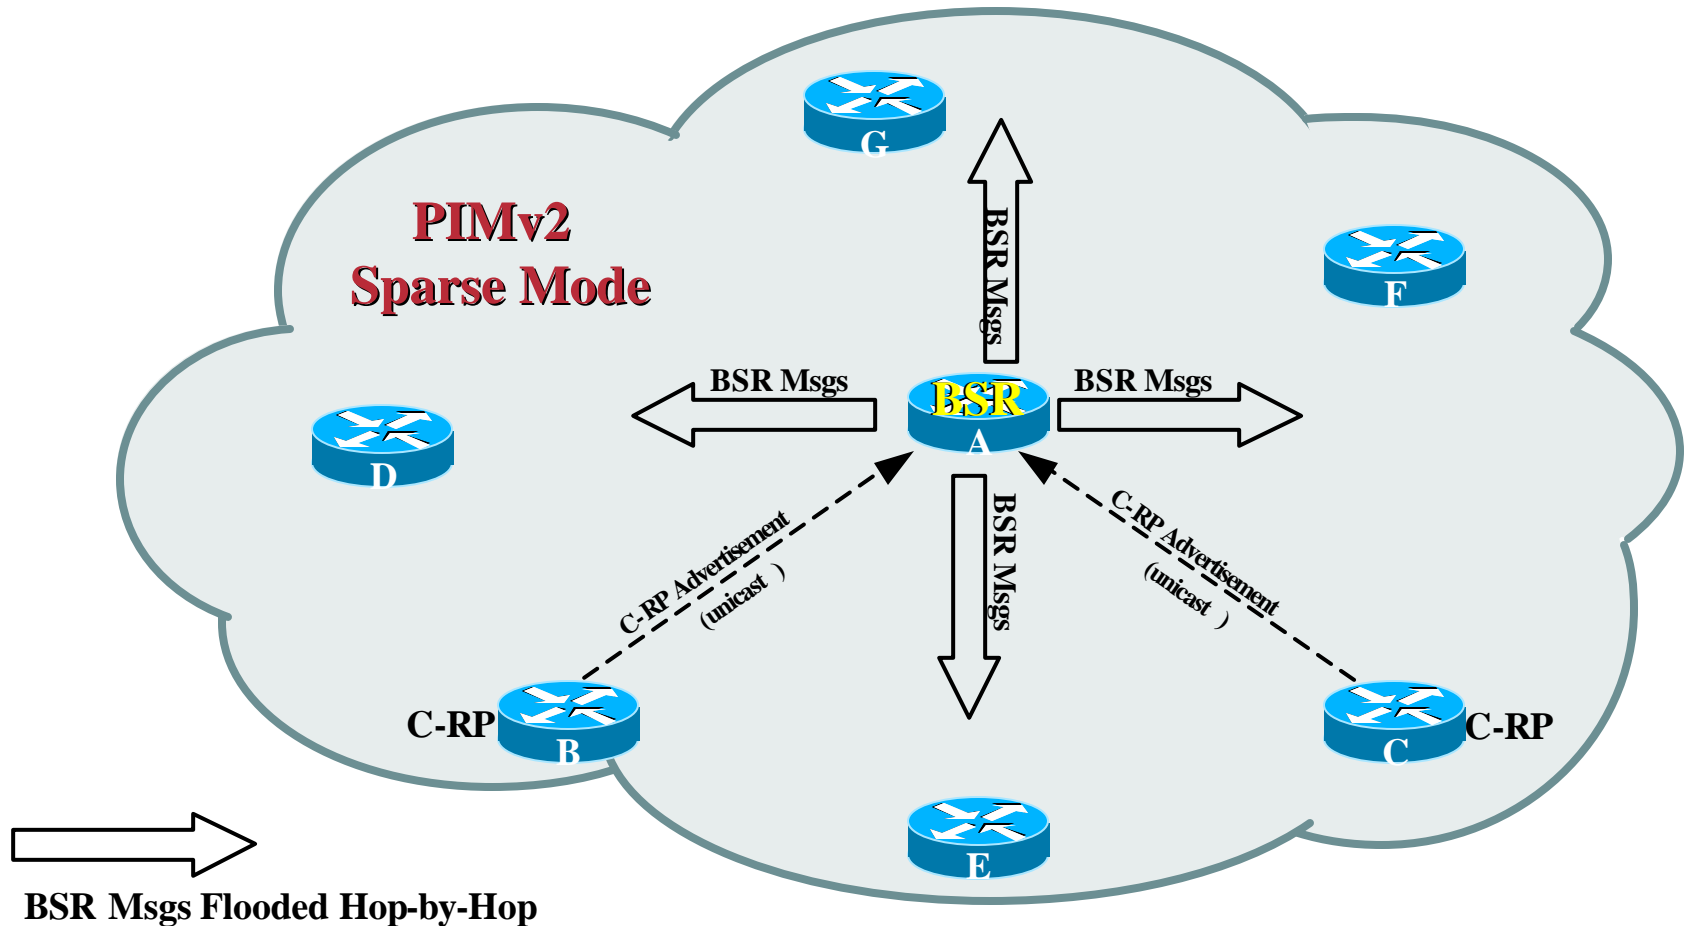 G
PIMv2
Sparse Mode
BSR Msgs
F
BSR Msgs
BSR
A
BSR Msgs
D
C-RP Advertisement
(unicast )
BSR Msgs
C-RP Advertisement
(unicast )
C-RP
B
C
C-RP
E
BSR Msgs Flooded Hop-by-Hop